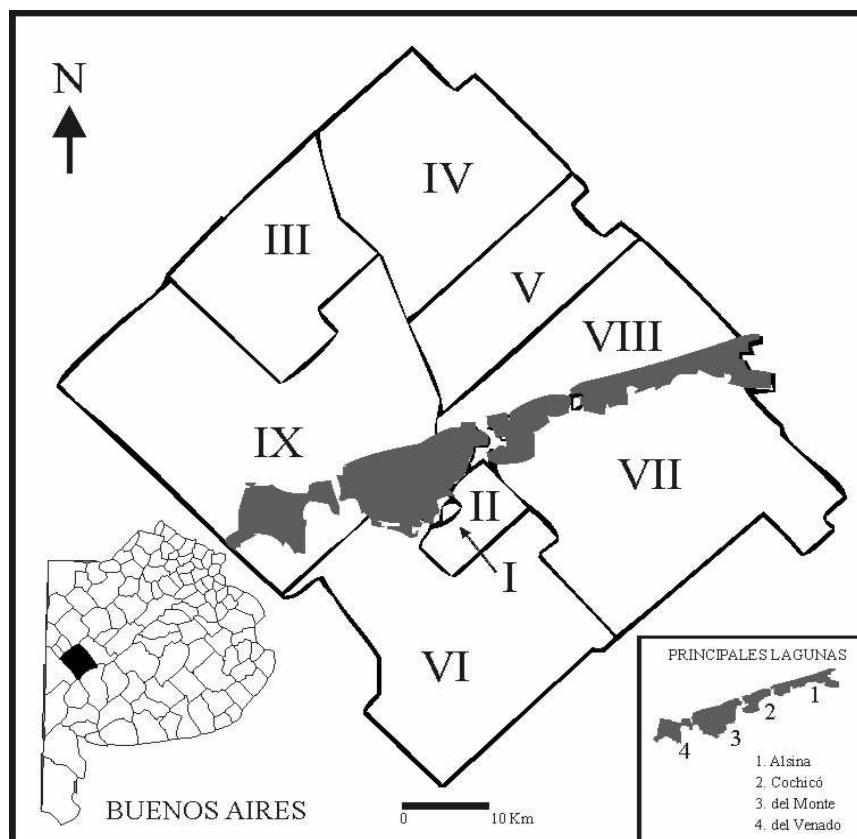 N
IV
III
V
VIII
IX
VII
II
I
VI
BUENOS AIRES
0 10 Km
PRINCIPALES LAGUNAS
1
2
3
4
1. Alsina
2. Cochicó
3. del Monte
4. del Venado